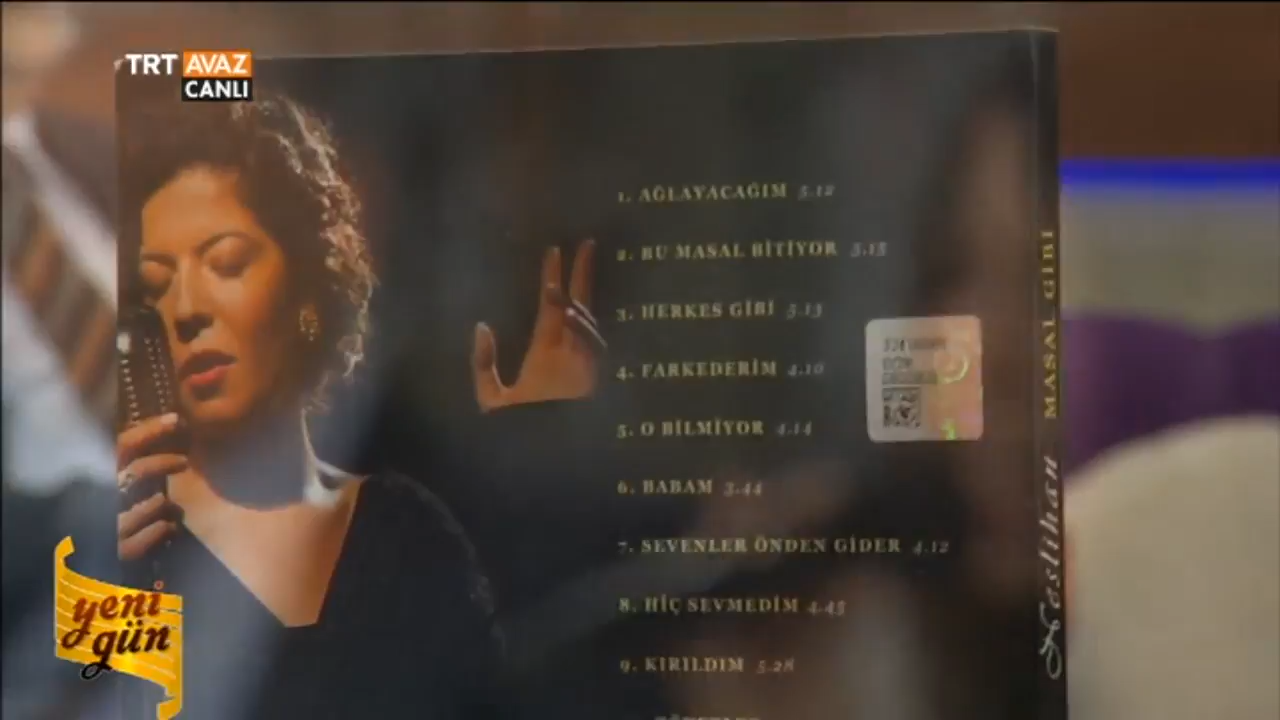 TRT AVAZ
CANLI
1. AĞLAYACAĞIM 5.12
2. BU MASAL BİTİYOR 5.15
3. HERKES GİBİ 5.13
4. FARKEDERİM 4.10
5. O BİLMİYOR 4.14
6. BABAM 3.44
7. SEVENLER ÖNDEN GİDER 4.12
8. HİÇ SEVMEDİM 4.45
9. KIRILDIM 5.28
Neslihan MASAL GİBİ
yeni
gün